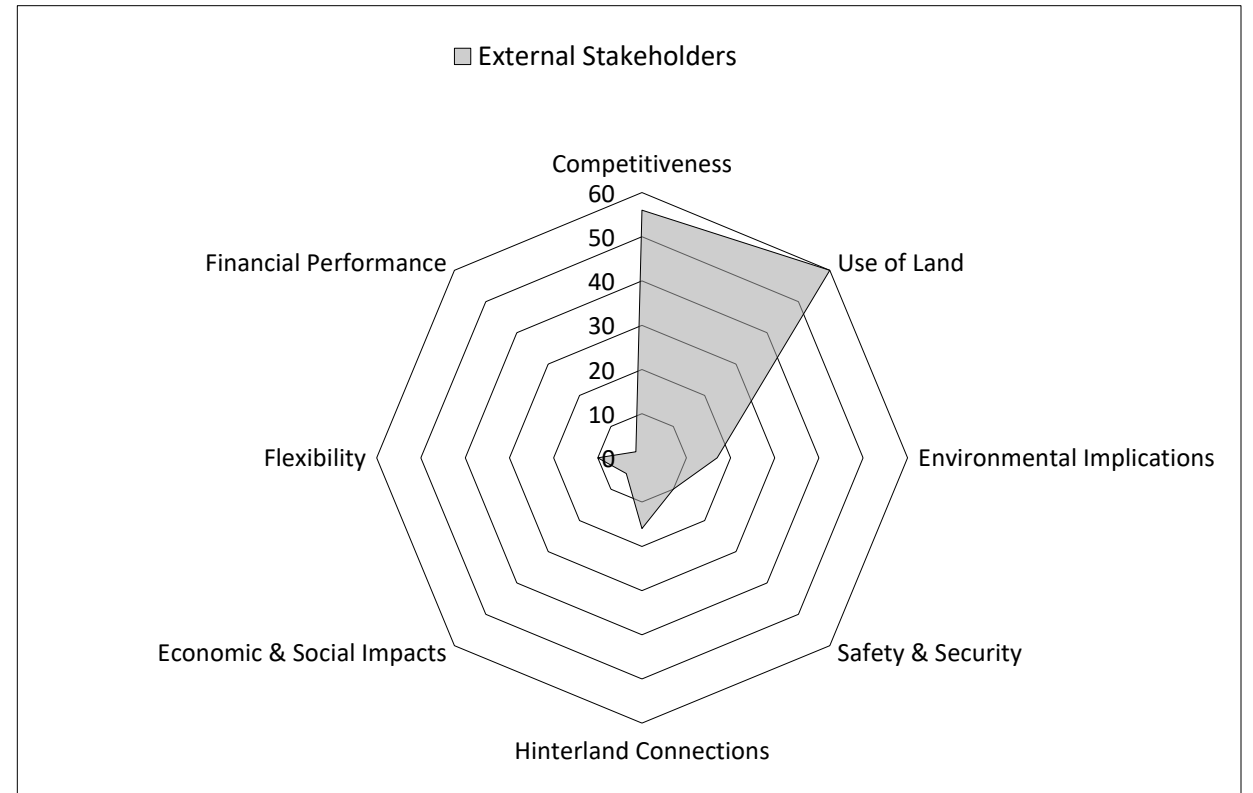 External Stakeholders
Competitiveness
60
50
40
30
20
10
0
Use of Land
Environmental Implications
Safety & Security
Hinterland Connections
Economic & Social Impacts
Flexibility
Financial Performance